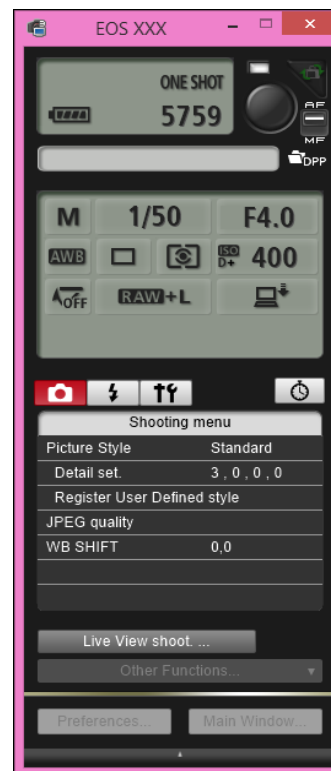 EOS XXX
ONE SHOT
5759
AF
MF
DPP
M 1/50 F4.0
AWB ISO D+ 400
OFF RAW+L
Shooting menu
Picture Style Standard
Detail set. 3 , 0 , 0 , 0
Register User Defined style
JPEG quality
WB SHIFT 0,0
Live View shoot. ...
Other Functions...
Preferences... Main Window...